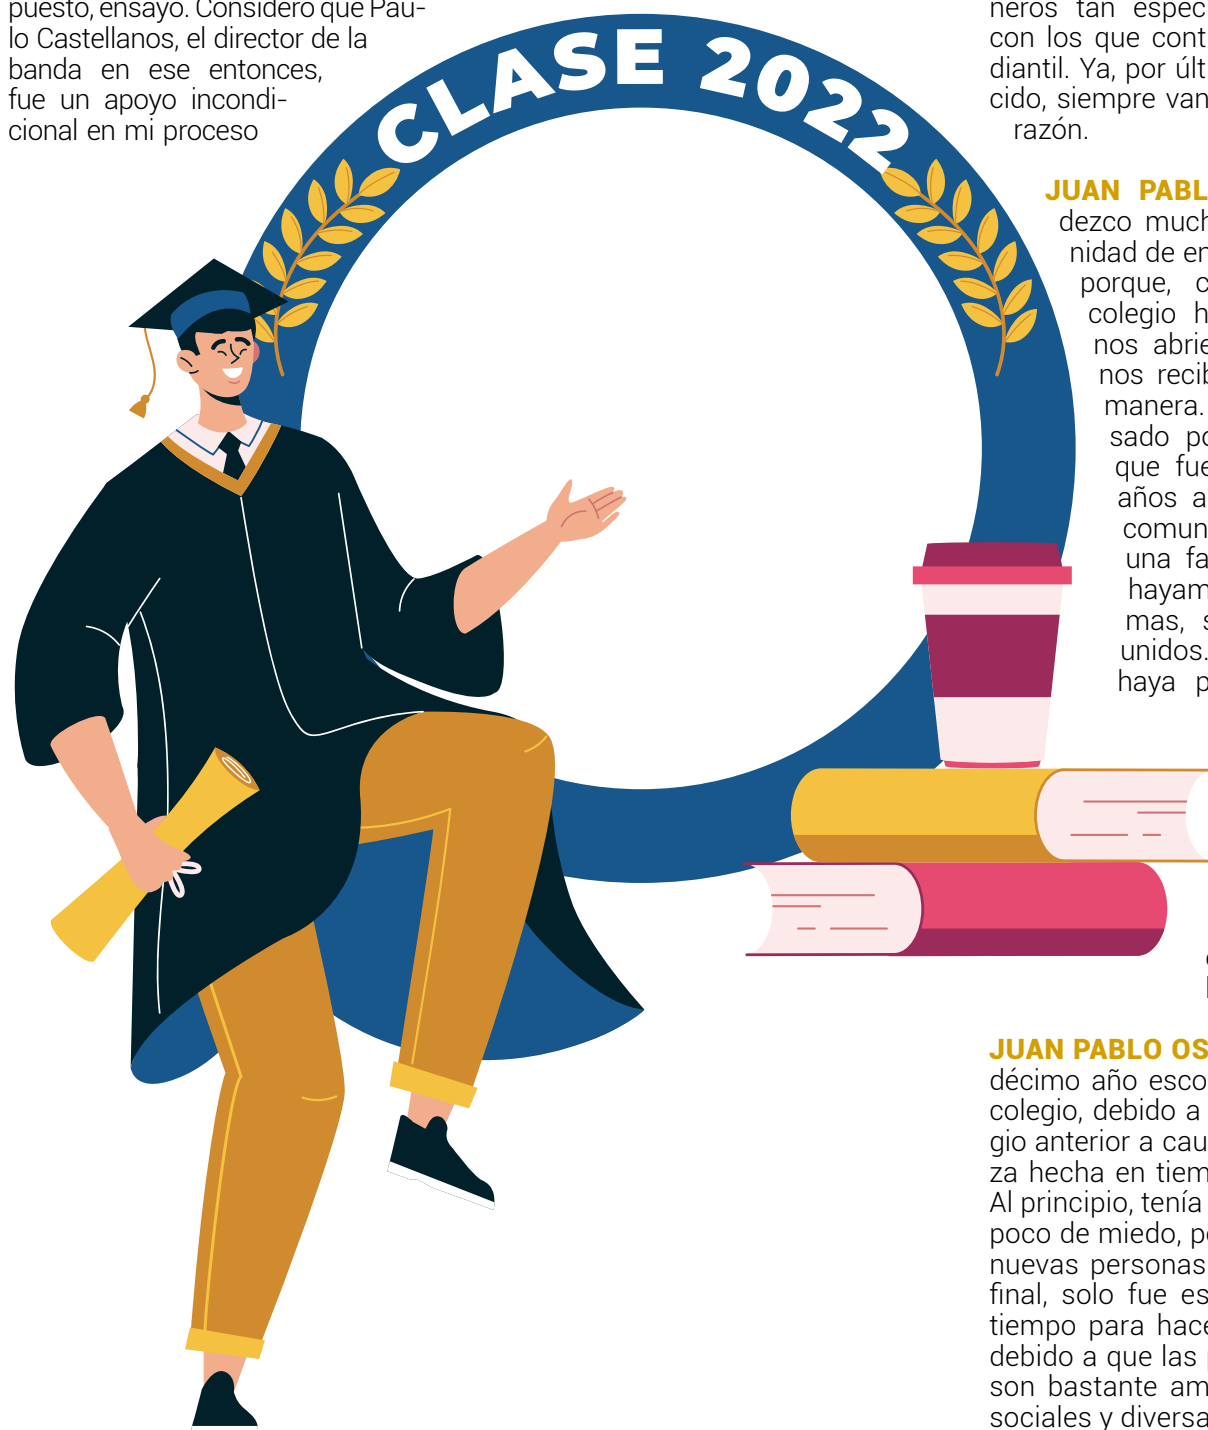 puesto, ensayo. Considero que Pau-
lo Castellanos, el director de la
banda en ese entonces,
fue un apoyo incondi-
cional en mi proceso
CLASE 2022
neros tan espec
con los que cont
diantil. Ya, por últ
cido, siempre van
razón.
JUAN PABL
dezco much
nidad de en
porque, c
colegio h
nos abrie
nos recib
manera.
sado po
que fue
años a
comun
una fa
hayam
mas, s
unidos.
haya p
JUAN PABLO OS
décimo año esco
colegio, debido a
gio anterior a cau
za hecha en tiem
Al principio, tenía
poco de miedo, po
nuevas personas
final, solo fue es
tiempo para hace
debido a que las
son bastante am
sociales y diversa